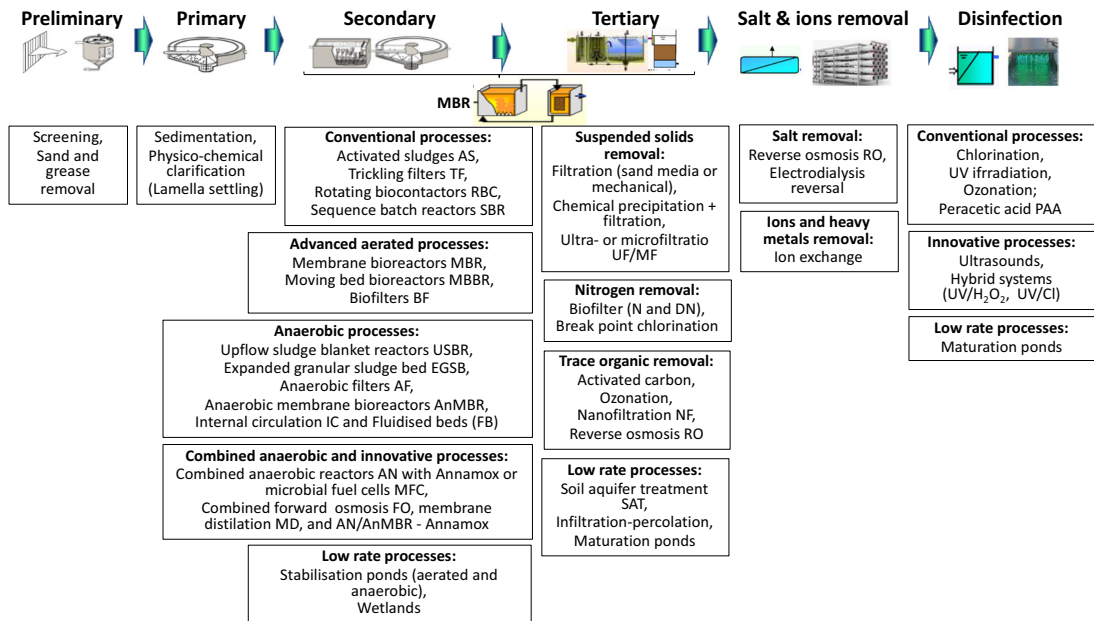 Preliminary
Primary
Secondary
Tertiary
Salt & ions removal
Disinfection
MBR
Screening,
Sand and
grease
removal
Sedimentation,
Physico-chemical
clarification
(Lamella settling)
Conventional processes:
Activated sludges AS,
Trickling filters TF,
Rotating biocontactors RBC,
Sequence batch reactors SBR
Advanced aerated processes:
Membrane bioreactors MBR,
Moving bed bioreactors MBBR,
Biofilters BF
Anaerobic processes:
Upflow sludge blanket reactors USBR,
Expanded granular sludge bed EGSB,
Anaerobic filters AF,
Anaerobic membrane bioreactors AnMBR,
Internal circulation IC and Fluidised beds (FB)
Combined anaerobic and innovative processes:
Combined anaerobic reactors AN with Annamox or
microbial fuel cells MFC,
Combined forward osmosis FO, membrane
distilation MD, and AN/AnMBR - Annamox
Low rate processes:
Stabilisation ponds (aerated and
anaerobic),
Wetlands
Suspended solids
removal:
Filtration (sand media or
mechanical),
Chemical precipitation +
filtration,
Ultra- or microfiltratio
UF/MF
Nitrogen removal:
Biofilter (N and DN),
Break point chlorination
Trace organic removal:
Activated carbon,
Ozonation,
Nanofiltration NF,
Reverse osmosis RO
Low rate processes:
Soil aquifer treatment
SAT,
Infiltration-percolation,
Maturation ponds
Salt removal:
Reverse osmosis RO,
Electrodialysis
reversal
Ions and heavy
metals removal:
Ion exchange
Conventional processes:
Chlorination,
UV ifrradiation,
Ozonation;
Peracetic acid PAA
Innovative processes:
Ultrasounds,
Hybrid systems
(UV/H₂O₂, UV/Cl)
Low rate processes:
Maturation ponds